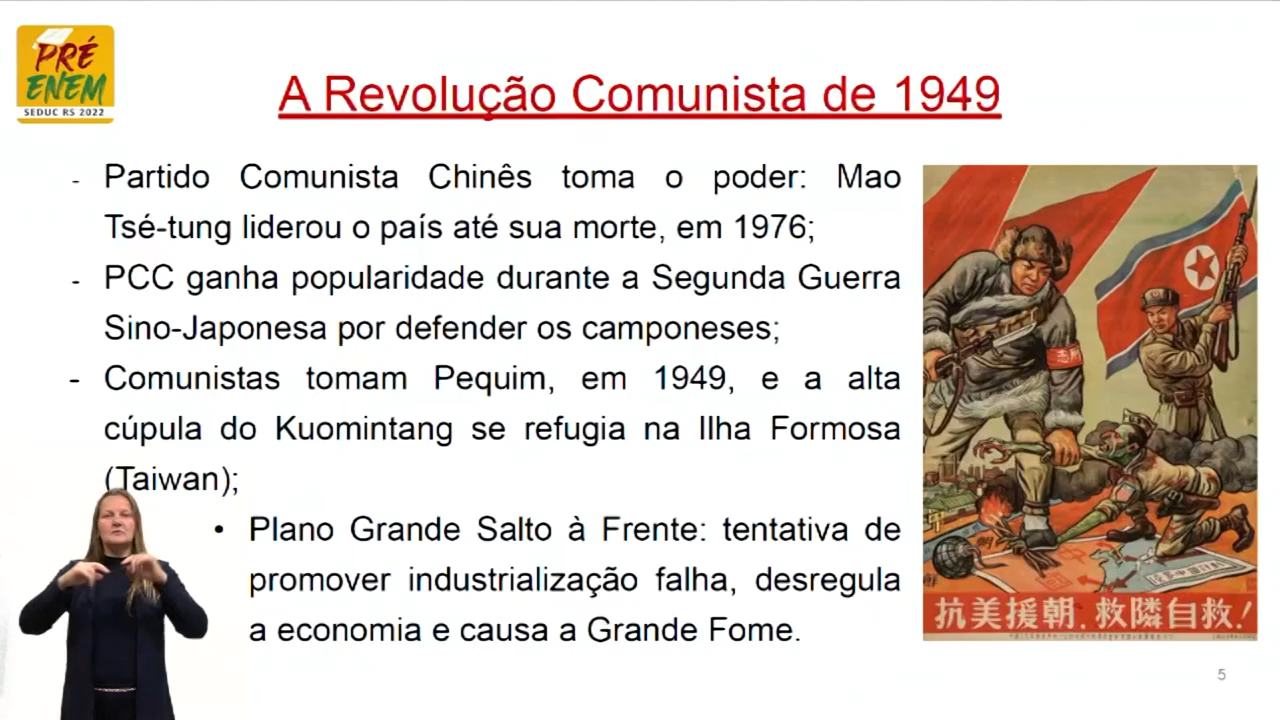 PRÉ
ENEM
SEDUC RS 2022
A Revolução Comunista de 1949
- Partido Comunista Chinês toma o poder: Mao
Tsé-tung liderou o país até sua morte, em 1976;
- PCC ganha popularidade durante a Segunda Guerra
Sino-Japonesa por defender os camponeses;
- Comunistas tomam Pequim, em 1949, e a alta
cúpula do Kuomintang se refugia na Ilha Formosa
(Taiwan);
• Plano Grande Salto à Frente: tentativa de
promover industrialização falha, desregula
a economia e causa a Grande Fome.
抗美援朝．救隣自救！
5